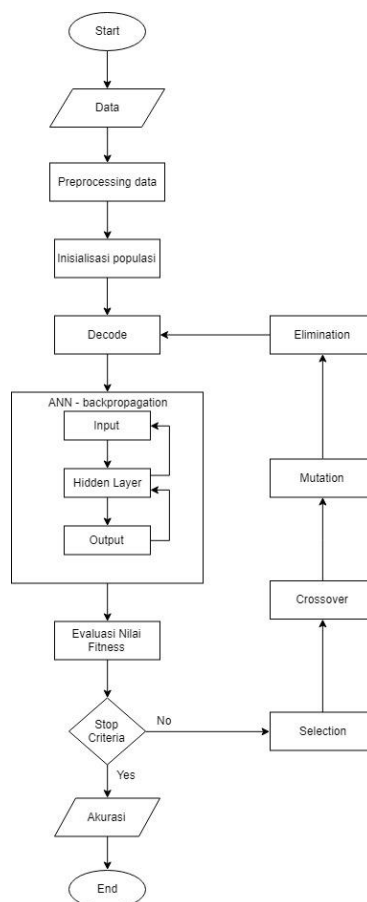 Start
Data
Preprocessing data
Inisialisasi populasi
Decode
Elimination
ANN - backpropagation
Input
Hidden Layer
Output
Mutation
Crossover
Evaluasi Nilai
Fitness
Stop
Criteria
No
Selection
Yes
Akurasi
End